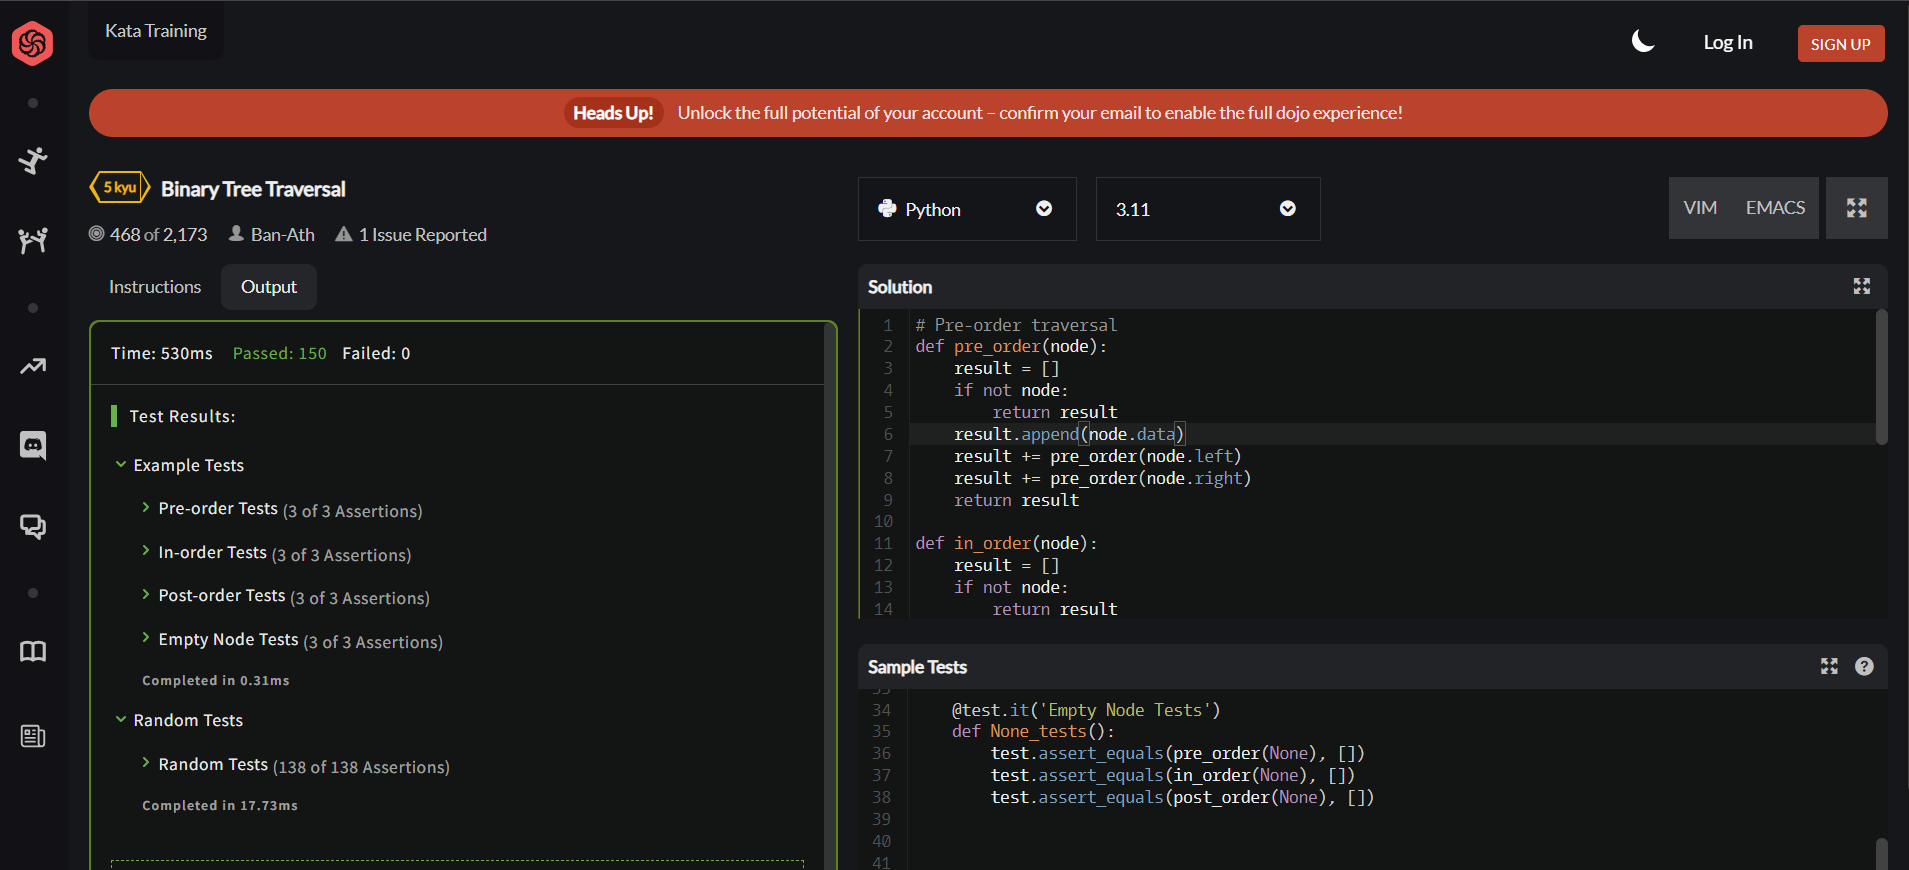 Kata Training
Log In
SIGN UP
Heads Up! Unlock the full potential of your account – confirm your email to enable the full dojo experience!
5 kyu Binary Tree Traversal
468 of 2,173 Ban-Ath 1 Issue Reported
Instructions Output
Time: 530ms Passed: 150 Failed: 0
Test Results:
Example Tests
Pre-order Tests (3 of 3 Assertions)
In-order Tests (3 of 3 Assertions)
Post-order Tests (3 of 3 Assertions)
Empty Node Tests (3 of 3 Assertions)
Completed in 0.31ms
Random Tests
Random Tests (138 of 138 Assertions)
Completed in 17.73ms
Python
3.11
VIM EMACS
Solution
1 # Pre-order traversal
2 def pre_order(node):
3     result = []
4     if not node:
5         return result
6     result.append(node.data)
7     result += pre_order(node.left)
8     result += pre_order(node.right)
9     return result
10
11 def in_order(node):
12     result = []
13     if not node:
14         return result
Sample Tests
?
34     @test.it('Empty Node Tests')
35     def None_tests():
36         test.assert_equals(pre_order(None), [])
37         test.assert_equals(in_order(None), [])
38         test.assert_equals(post_order(None), [])
39
40
41